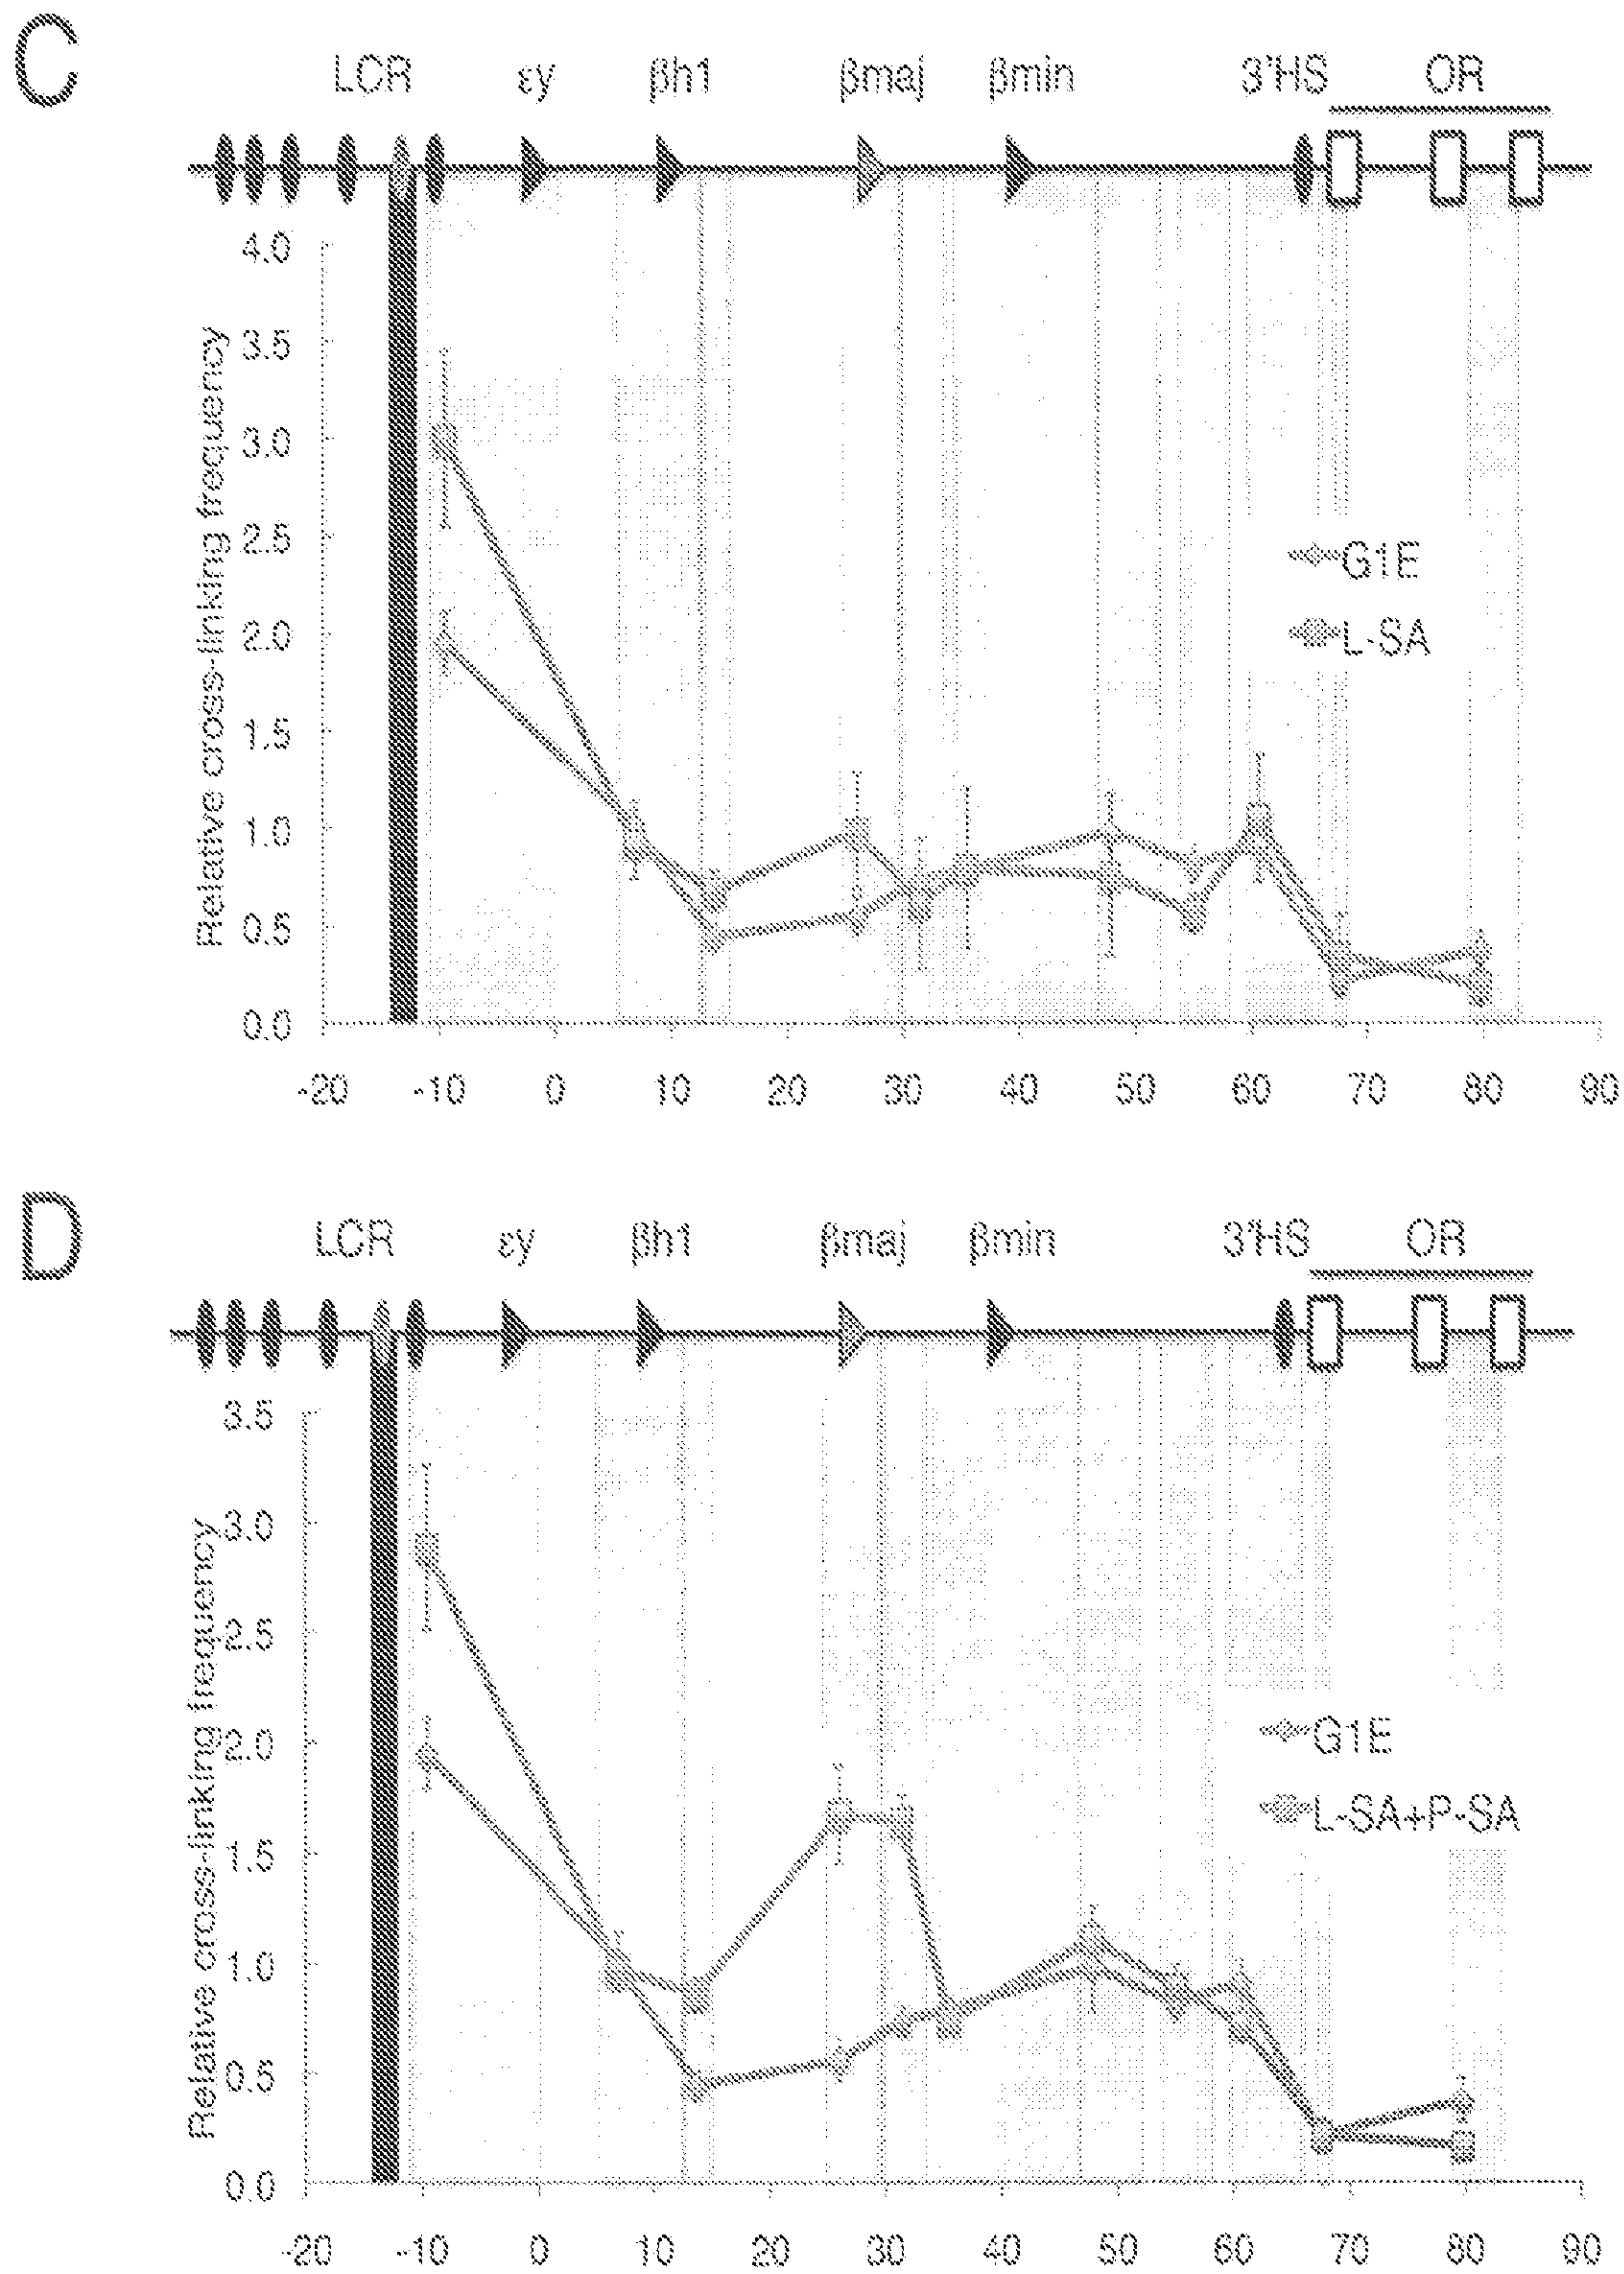 C
LCR εy βh1 βmaj βmin 3'HS OR
4.0
3.5
3.0
2.5
2.0
1.5
1.0
0.5
0.0
Relative cross-linking frequency
G1E
L-SA
-20 -10 0 10 20 30 40 50 60 70 80 90
D
LCR εy βh1 βmaj βmin 3'HS OR
3.5
3.0
2.5
2.0
1.5
1.0
0.5
0.0
Relative cross-linking frequency
G1E
L-SA+P-SA
-20 -10 0 10 20 30 40 50 60 70 80 90